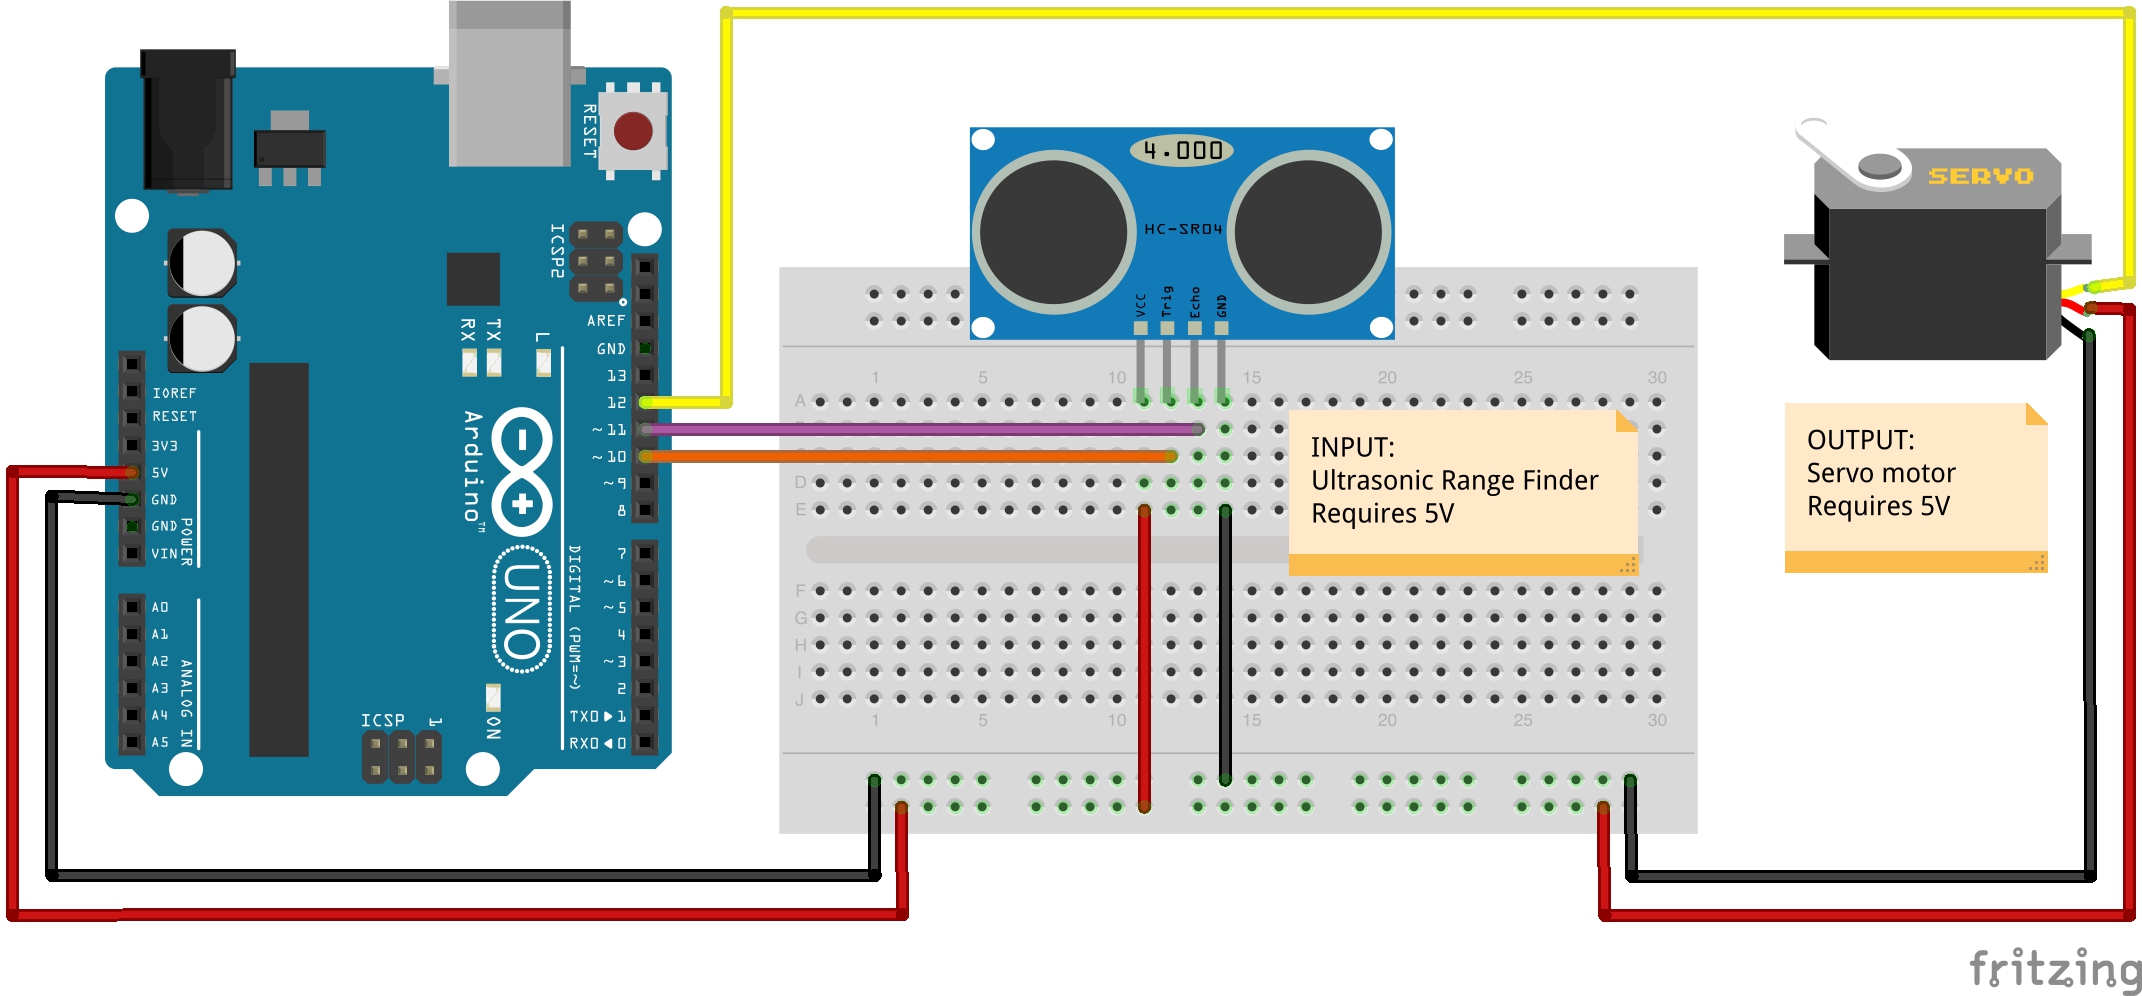 RESET
ICSP2
AREF
GND
13
12
~11
~10
~9
8
7
~6
~5
4
~3
2
TX0▶1
RX0◀0
RX
TX
L
IOREF
RESET
3V3
5V
GND
GND
VIN
POWER
A0
A1
A2
A3
A4
A5
ANALOG IN
Arduino™
UNO
DIGITAL (PWM=~)
ICSP
1
ON
4.000
HC-SR04
VCC
Trig
Echo
GND
1 5 10 15 20 25 30
A
D
E
F
G
H
I
J
1 5 10 15 20 25 30
INPUT:
Ultrasonic Range Finder
Requires 5V
SERVO
OUTPUT:
Servo motor
Requires 5V
fritzing